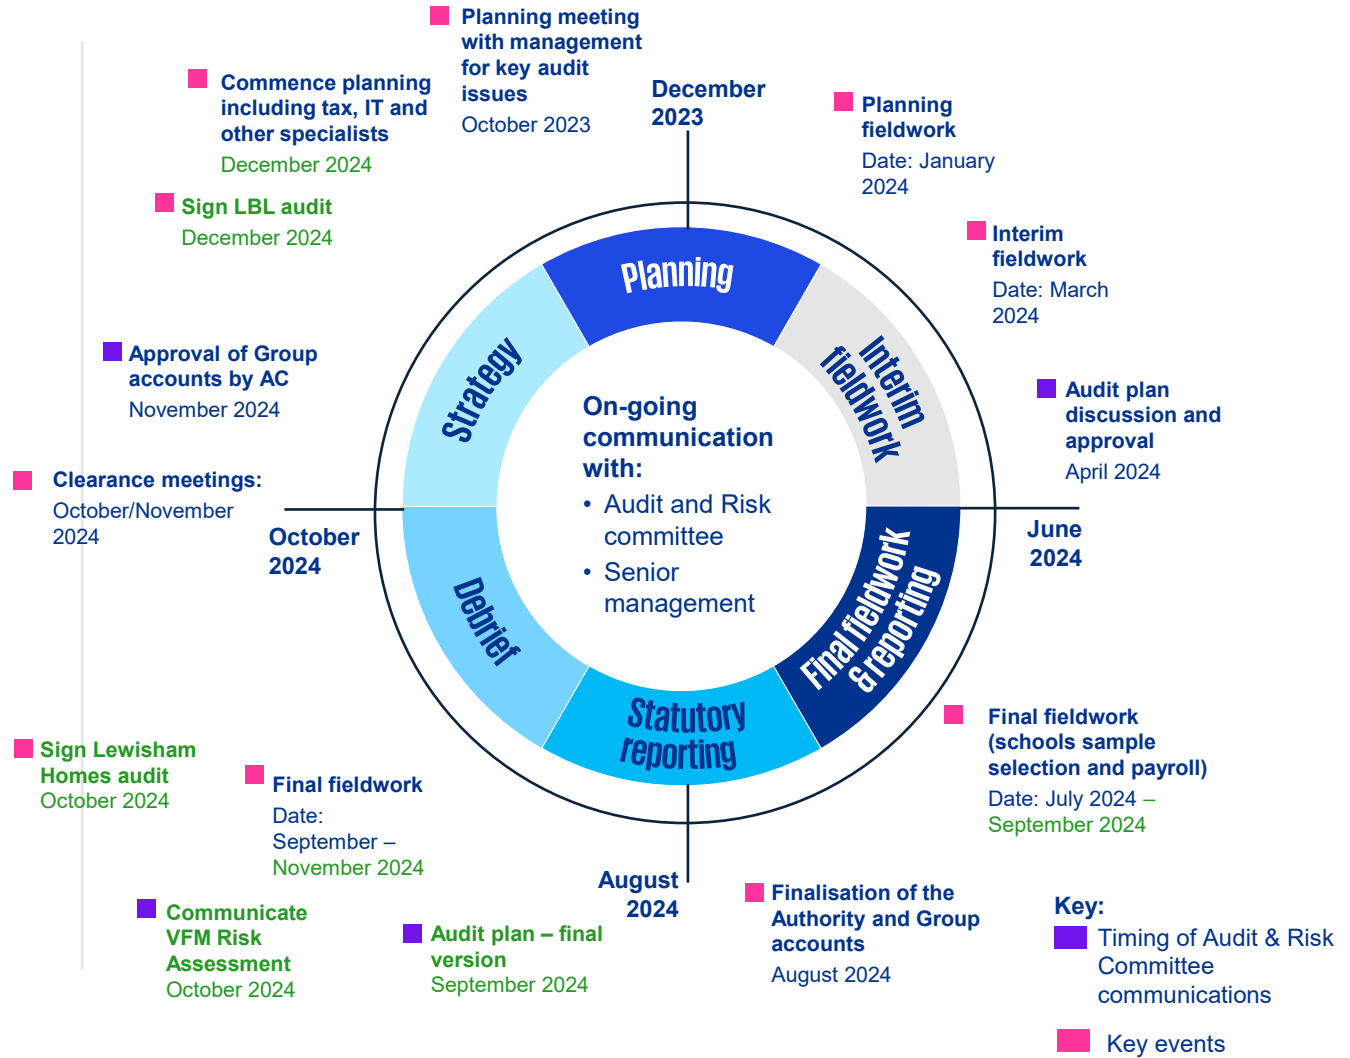 Planning meeting
with management
for key audit
issues
October 2023
Commence planning
including tax, IT and
other specialists
December 2024
Sign LBL audit
December 2024
Approval of Group
accounts by AC
November 2024
Clearance meetings:
October/November
2024
December
2023
Planning
fieldwork
Date: January
2024
Interim
fieldwork
Date: March
2024
Audit plan
discussion and
approval
April 2024
June
2024
October
2024
Planning
Interim
fieldwork
Final fieldwork
& reporting
Statutory
reporting
Debrief
Strategy
On-going
communication
with:
• Audit and Risk
committee
• Senior
management
Final fieldwork
(schools sample
selection and payroll)
Date: July 2024 –
September 2024
Sign Lewisham
Homes audit
October 2024
Final fieldwork
Date:
September –
November 2024
Communicate
VFM Risk
Assessment
October 2024
Audit plan – final
version
September 2024
August
2024
Finalisation of the
Authority and Group
accounts
August 2024
Key:
Timing of Audit & Risk
Committee
communications
Key events